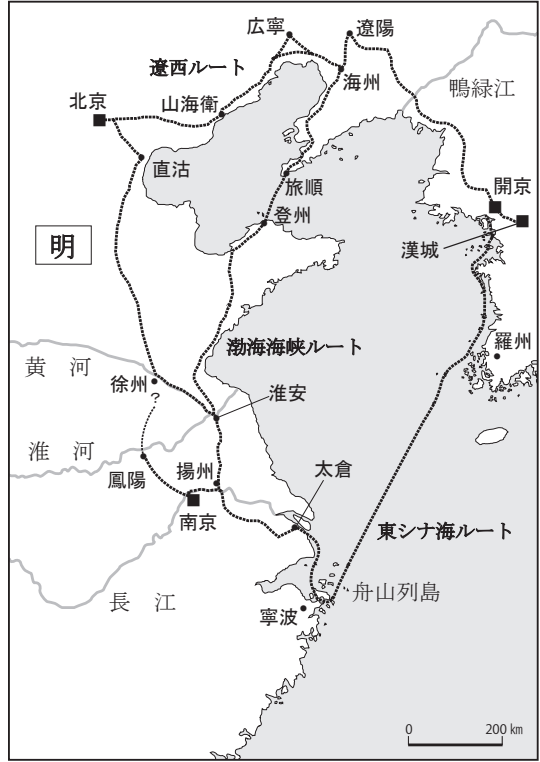 広寧
遼陽
遼西ルート
海州
鴨緑江
北京
山海衛
直沽
旅順
開京
登州
明
漢城
渤海海峡ルート
羅州
黄河
徐州
?
淮安
淮河
揚州
太倉
鳳陽
南京
東シナ海ルート
長江
舟山列島
寧波
0 200 km